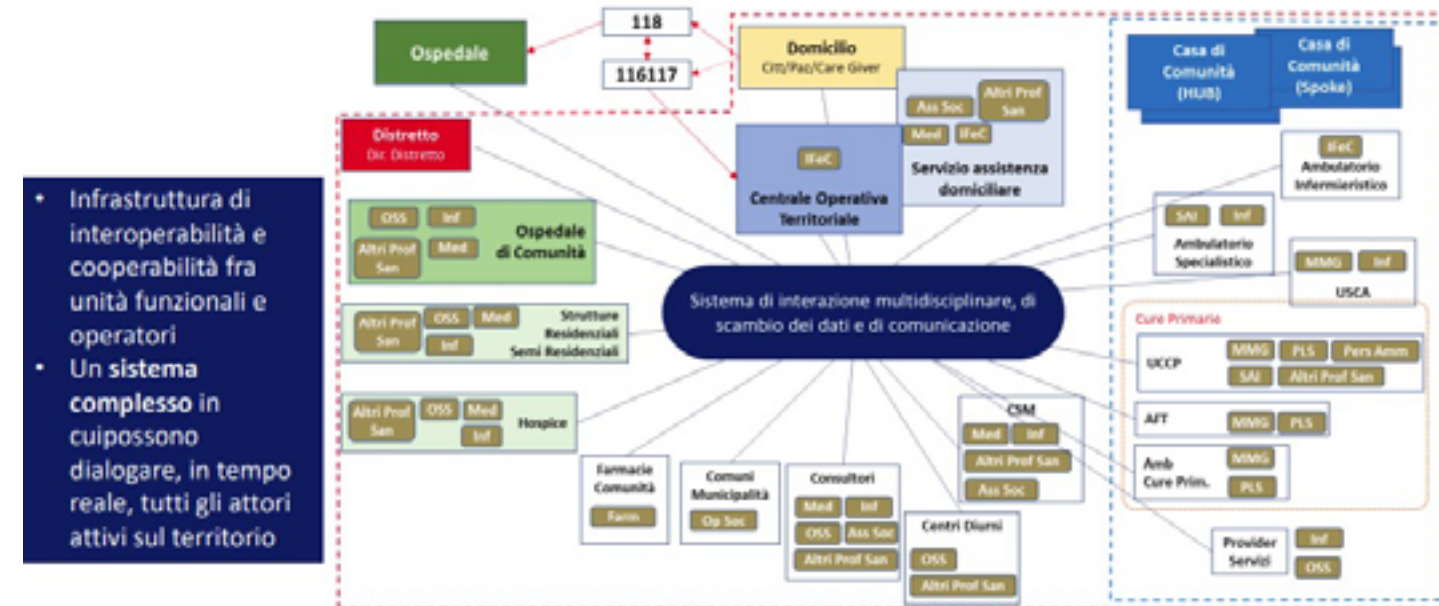 • Infrastruttura di
interoperabilità e
cooperabilità fra
unità funzionali e
operatori
• Un sistema
complesso in
cuipossono
dialogare, in tempo
reale, tutti gli attori
attivi sul territorio
Ospedale
118
116117
Domicilio
Citt/Paz/Care Giver
Distretto
Dir. Distretto
IFeC
Centrale Operativa
Territoriale
Ass Soc
Altri Prof
San
Med
IFeC
Servizio assistenza
domiciliare
Casa di
Comunità
(HUB)
Casa di
Comunità
(Spoke)
OSS
Inf
Altri Prof
San
Med
Ospedale
di Comunità
Altri Prof
San
OSS
Med
Inf
Strutture
Residenziali
Semi Residenziali
Altri Prof
San
OSS
Med
Inf
Hospice
Sistema di interazione multidisciplinare, di
scambio dei dati e di comunicazione
IFeC
Ambulatorio
Infermieristico
SAI
Inf
Ambulatorio
Specialistico
MMG
Inf
USCA
Cure Primarie
UCCP
MMG
PLS
Pers Amm
SAI
Altri Prof San
AFT
MMG
PLS
Amb
Cure Prim.
MMG
PLS
Provider
Servizi
Inf
OSS
Farmacie
Comunità
Farm
Comuni
Municipalità
Op Soc
Consultori
Med
Inf
OSS
Ass Soc
Altri Prof San
Centri Diurni
OSS
Altri Prof San
CSM
Med
Inf
Altri Prof San
Ass Soc